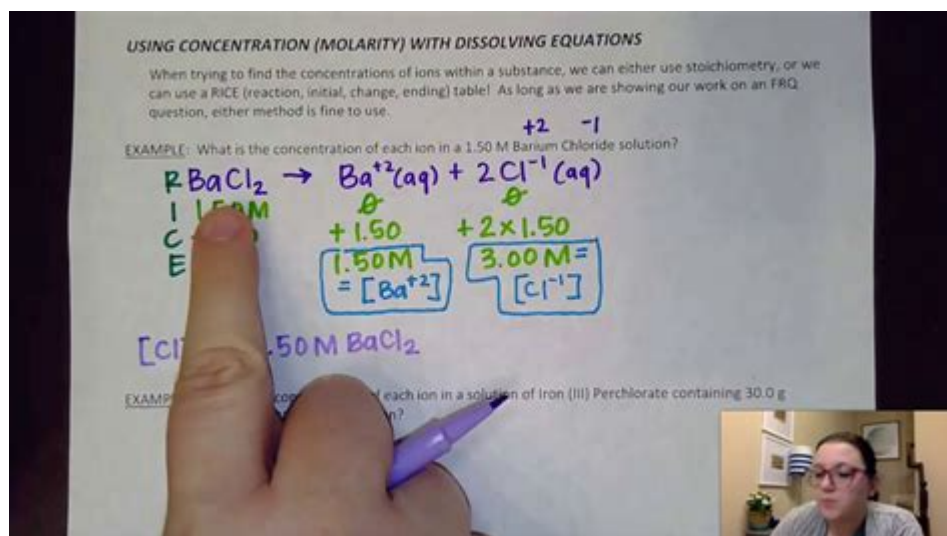 USING CONCENTRATION (MOLARITY) WITH DISSOLVING EQUATIONS
When trying to find the concentrations of ions within a substance, we can either use stoichiometry, or we
can use a RICE (reaction, initial, change, ending) table! As long as we are showing our work on an FRQ
question, either method is fine to use.
+2 -1
EXAMPLE: What is the concentration of each ion in a 1.50 M Barium Chloride solution?
R BaCl₂ → Ba⁺²(aq) + 2 Cl⁻¹ (aq)
I 1.50M 0 0
C +1.50 +2×1.50
E 1.50M 3.00 M =
= [Ba⁺²] [Cl⁻¹]
.50 M BaCl₂
each ion in a solution of Iron (III) Perchlorate containing 30.0 g